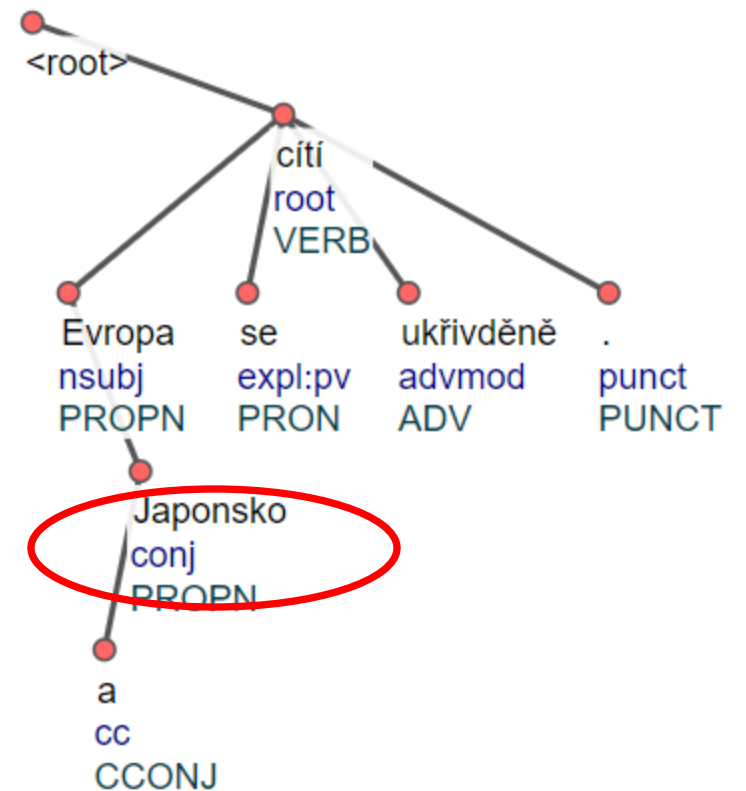 <root>
cítí
root
VERB
Evropa se ukřivděně .
nsubj expl:pv advmod punct
PROPN PRON ADV PUNCT
Japonsko
conj
PROPN
a
cc
CCONJ